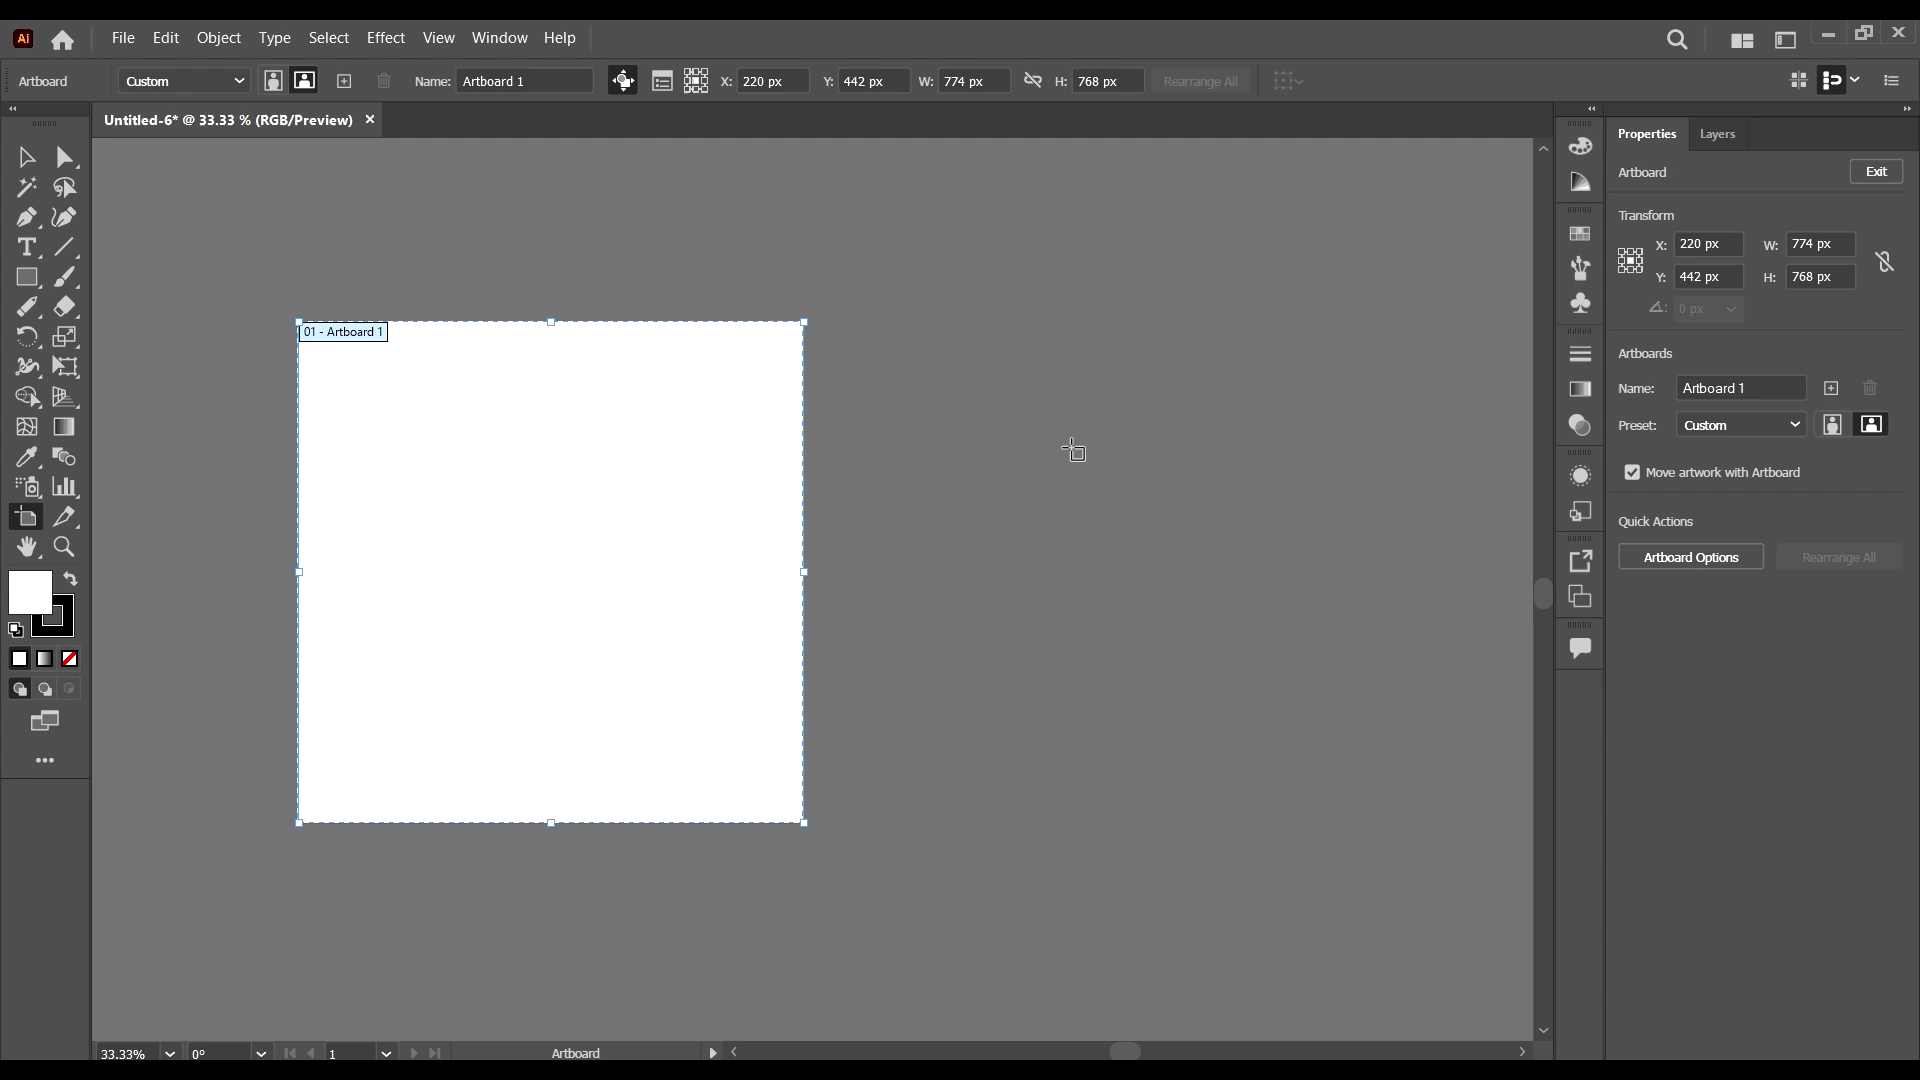 Ai File Edit Object Type Select Effect View Window Help
Artboard Custom Name: Artboard 1 X: 220 px Y: 442 px W: 774 px H: 768 px Rearrange All
Untitled-6* @ 33.33 % (RGB/Preview) ×
Properties Layers
Artboard Exit
Transform
X: 220 px W: 774 px
Y: 442 px H: 768 px
0 px
01 - Artboard 1
Artboards
Name: Artboard 1
Preset: Custom
Move artwork with Artboard
Quick Actions
Artboard Options Rearrange All
33.33% 0° 1 Artboard